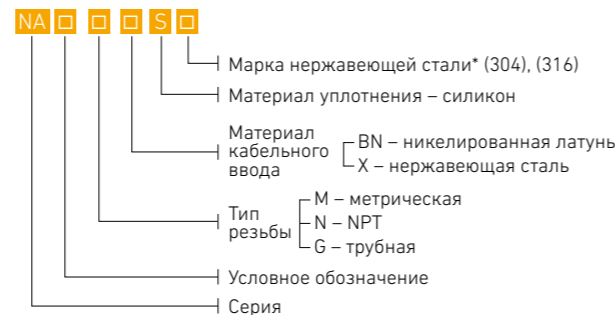 NA□ □ □ S □
Марка нержавеющей стали* (304), (316)
Материал уплотнения – силикон
Материал
кабельного
ввода
BN – никелированная латунь
X – нержавеющая сталь
Тип
резьбы
M – метрическая
N – NPT
G – трубная
Условное обозначение
Серия